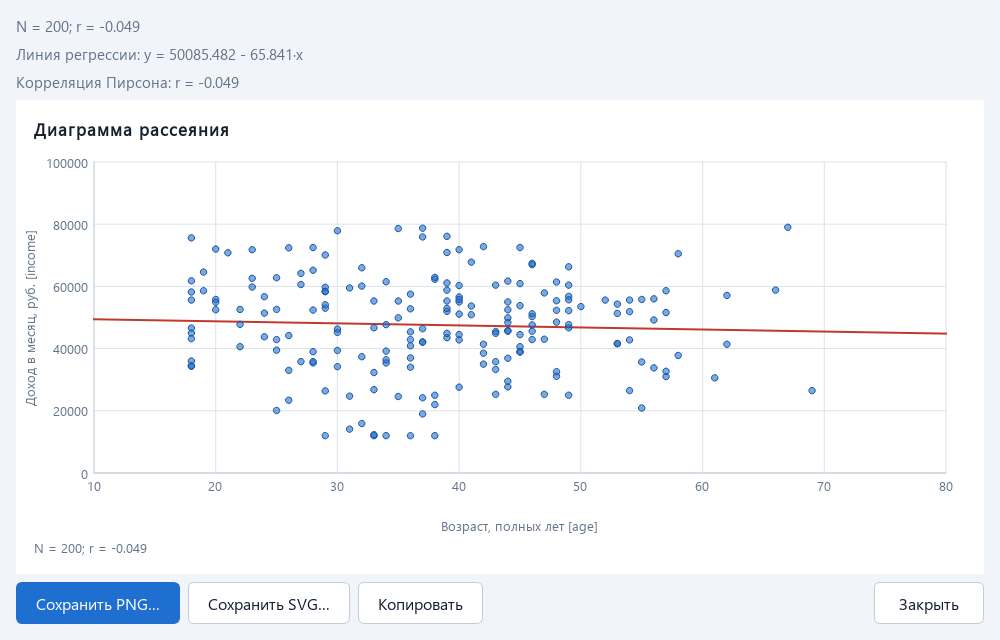 N = 200; r = -0.049
Линия регрессии: y = 50085.482 - 65.841·x
Корреляция Пирсона: r = -0.049
Диаграмма рассеяния
Доход в месяц, руб. [income]
100000
80000
60000
40000
20000
0
10 20 30 40 50 60 70 80
Возраст, полных лет [age]
N = 200; r = -0.049
Сохранить PNG... Сохранить SVG... Копировать Закрыть